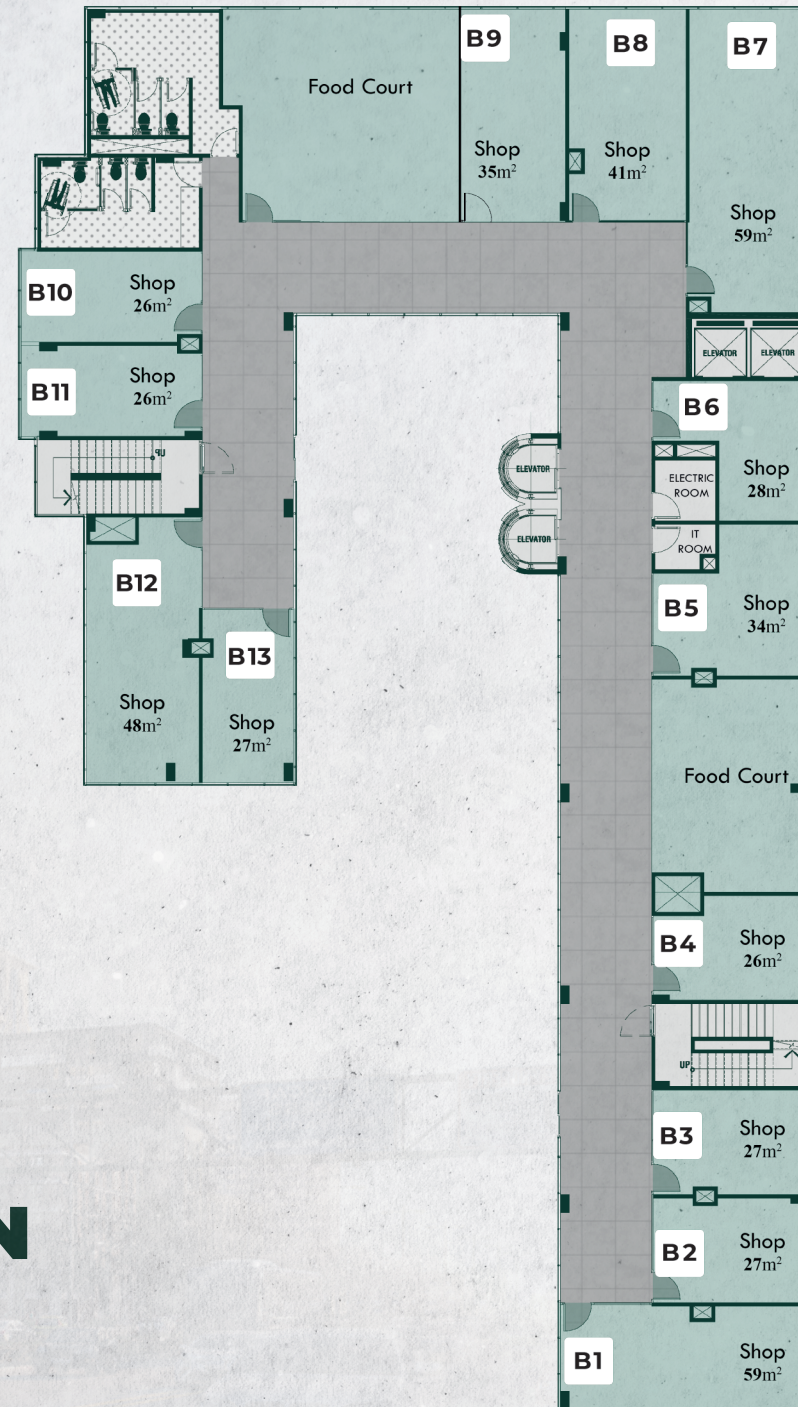 B9
B8
B7
Food Court
Shop
35m²
Shop
41m²
Shop
59m²
B10
Shop
26m²
ELEVATOR
ELEVATOR
B11
Shop
26m²
B6
UP
ELEVATOR
ELECTRIC
ROOM
Shop
28m²
ELEVATOR
IT
ROOM
B12
B5
Shop
34m²
B13
Shop
48m²
Shop
27m²
Food Court
B4
Shop
26m²
UP
B3
Shop
27m²
N
B2
Shop
27m²
B1
Shop
59m²